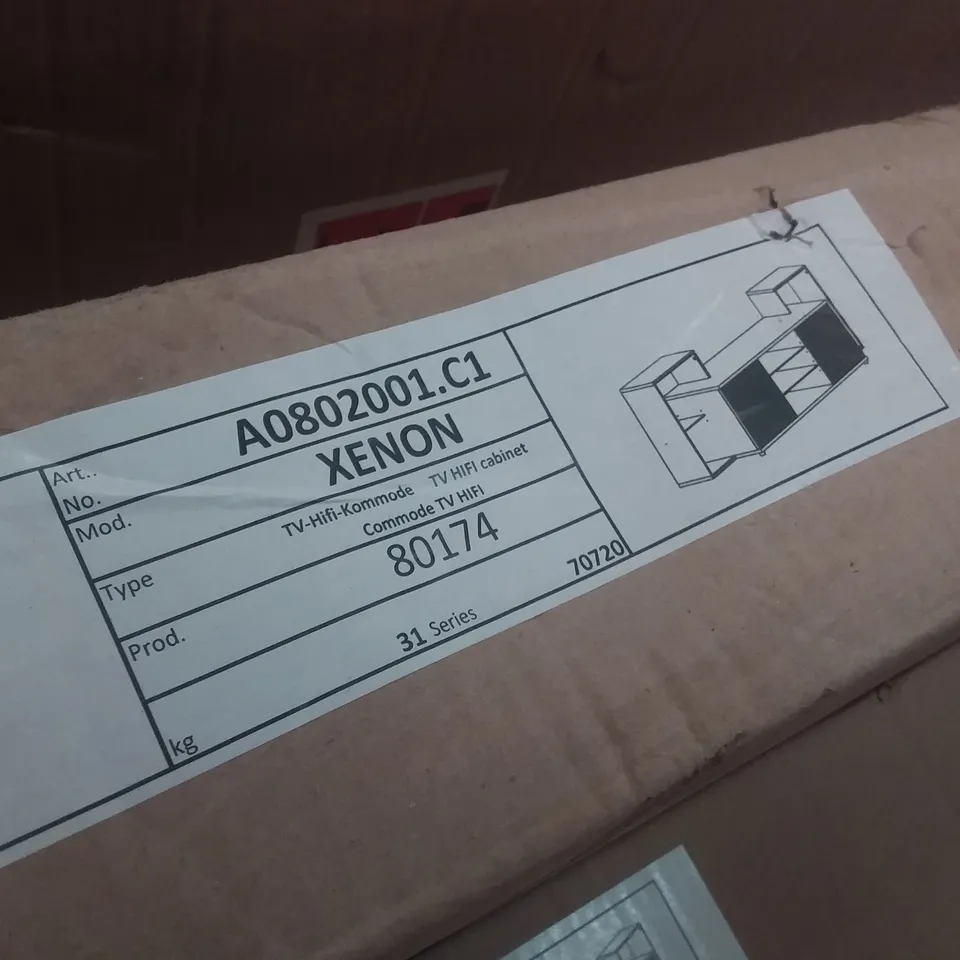 Art..
No.
A0802001.C1
Mod.
XENON
Type
TV-Hifi-Kommode TV HIFI cabinet
Commode TV HIFI
Prod.
80174
31 Series
70720
kg